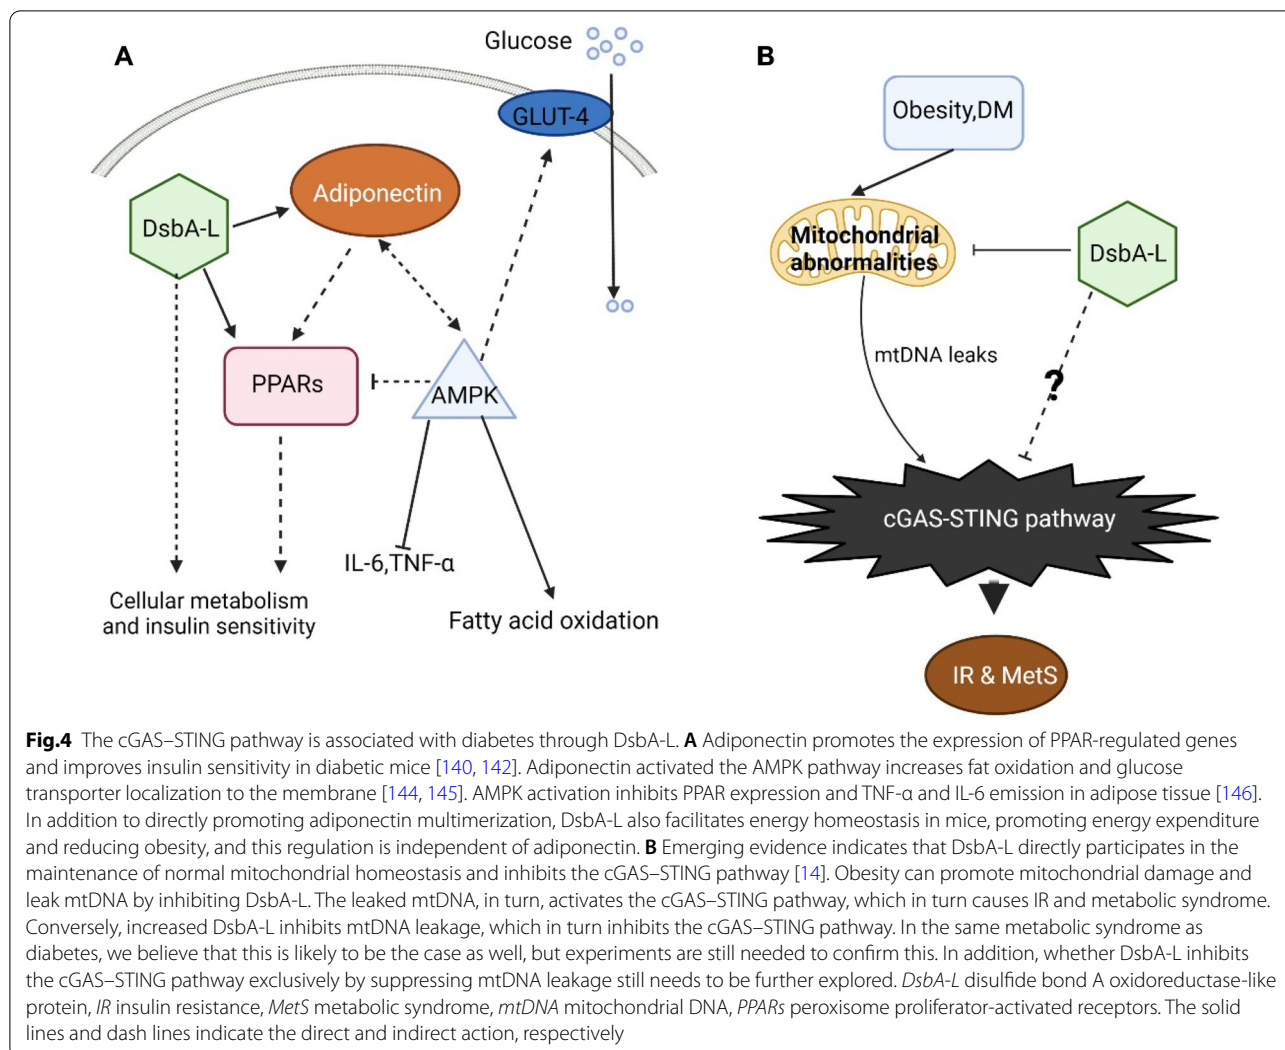 A
Glucose
GLUT-4
Adiponectin
DsbA-L
PPARs
AMPK
IL-6,TNF-α
Cellular metabolism
and insulin sensitivity
Fatty acid oxidation
B
Obesity,DM
Mitochondrial
abnormalities
DsbA-L
mtDNA leaks
?
cGAS-STING pathway
IR & MetS
Fig.4 The cGAS–STING pathway is associated with diabetes through DsbA-L. A Adiponectin promotes the expression of PPAR-regulated genes
and improves insulin sensitivity in diabetic mice [140, 142]. Adiponectin activated the AMPK pathway increases fat oxidation and glucose
transporter localization to the membrane [144, 145]. AMPK activation inhibits PPAR expression and TNF-α and IL-6 emission in adipose tissue [146].
In addition to directly promoting adiponectin multimerization, DsbA-L also facilitates energy homeostasis in mice, promoting energy expenditure
and reducing obesity, and this regulation is independent of adiponectin. B Emerging evidence indicates that DsbA-L directly participates in the
maintenance of normal mitochondrial homeostasis and inhibits the cGAS–STING pathway [14]. Obesity can promote mitochondrial damage and
leak mtDNA by inhibiting DsbA-L. The leaked mtDNA, in turn, activates the cGAS–STING pathway, which in turn causes IR and metabolic syndrome.
Conversely, increased DsbA-L inhibits mtDNA leakage, which in turn inhibits the cGAS–STING pathway. In the same metabolic syndrome as
diabetes, we believe that this is likely to be the case as well, but experiments are still needed to confirm this. In addition, whether DsbA-L inhibits
the cGAS–STING pathway exclusively by suppressing mtDNA leakage still needs to be further explored. DsbA-L disulfide bond A oxidoreductase-like
protein, IR insulin resistance, MetS metabolic syndrome, mtDNA mitochondrial DNA, PPARs peroxisome proliferator-activated receptors. The solid
lines and dash lines indicate the direct and indirect action, respectively